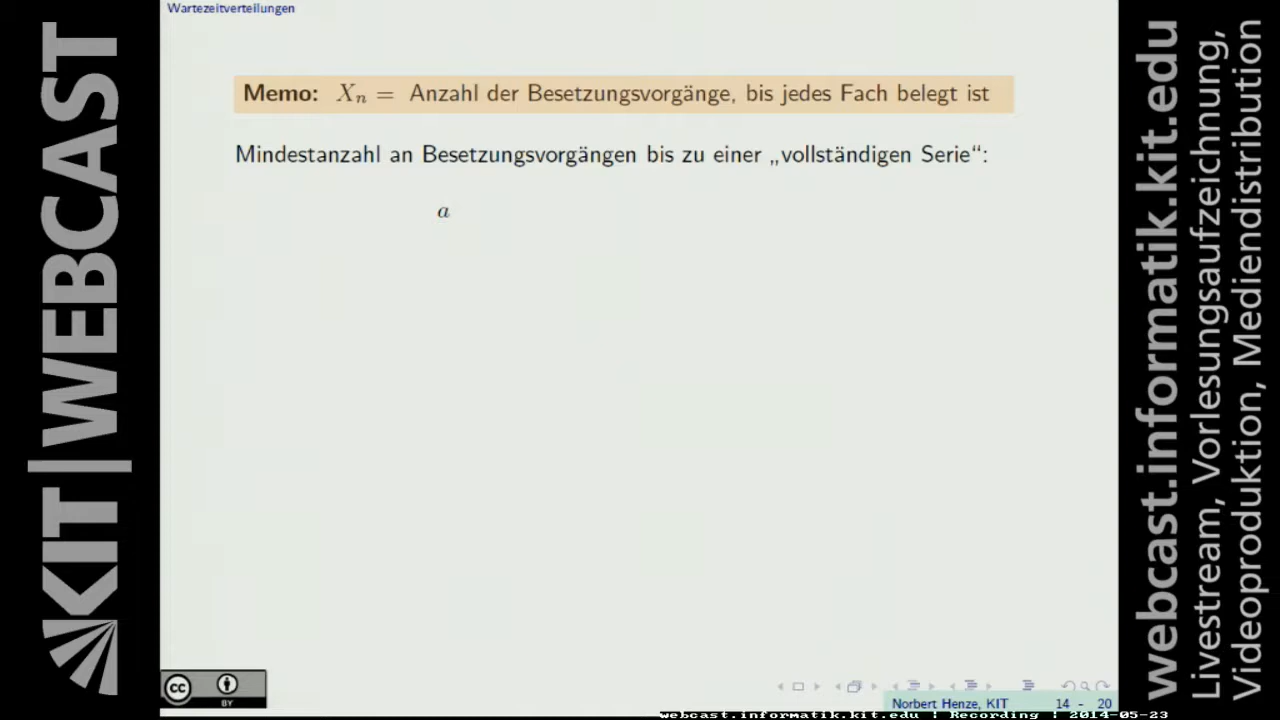 Wartezeitverteilungen
Memo: Xn = Anzahl der Besetzungsvorgänge, bis jedes Fach belegt ist
Mindestanzahl an Besetzungsvorgängen bis zu einer „vollständigen Serie“:
a
KIT | WEBCAST
webcast.informatik.kit.edu
Livestream, Vorlesungsaufzeichnung,
Videoproduktion, Mediendistribution
cc
BY
Norbert Henze, KIT 14 - 20
webcast.informatik.kit.edu | Recording | 2014-05-23